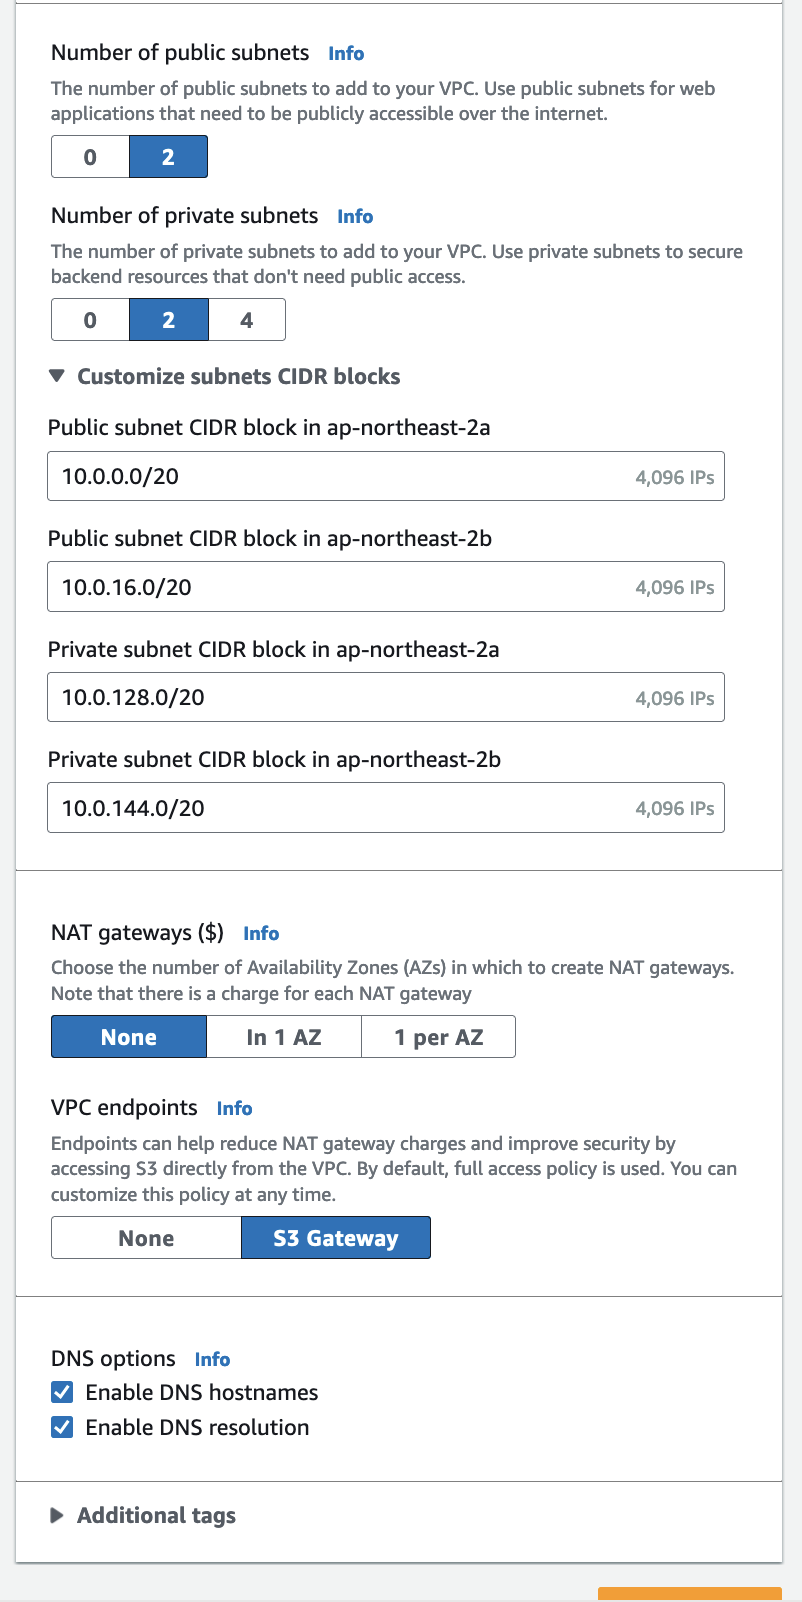 Number of public subnets Info
The number of public subnets to add to your VPC. Use public subnets for web
applications that need to be publicly accessible over the internet.
0 2
Number of private subnets Info
The number of private subnets to add to your VPC. Use private subnets to secure
backend resources that don't need public access.
0 2 4
Customize subnets CIDR blocks
Public subnet CIDR block in ap-northeast-2a
10.0.0.0/20 4,096 IPs
Public subnet CIDR block in ap-northeast-2b
10.0.16.0/20 4,096 IPs
Private subnet CIDR block in ap-northeast-2a
10.0.128.0/20 4,096 IPs
Private subnet CIDR block in ap-northeast-2b
10.0.144.0/20 4,096 IPs
NAT gateways ($) Info
Choose the number of Availability Zones (AZs) in which to create NAT gateways.
Note that there is a charge for each NAT gateway
None In 1 AZ 1 per AZ
VPC endpoints Info
Endpoints can help reduce NAT gateway charges and improve security by
accessing S3 directly from the VPC. By default, full access policy is used. You can
customize this policy at any time.
None S3 Gateway
DNS options Info
Enable DNS hostnames
Enable DNS resolution
Additional tags